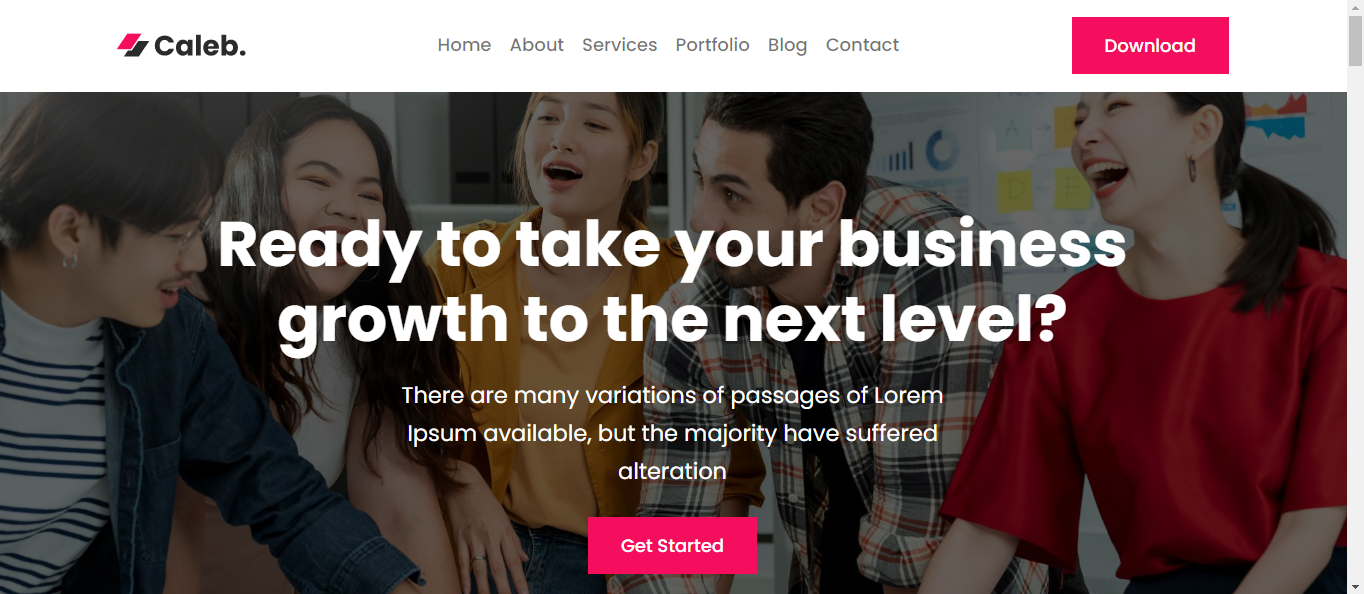 Caleb.
Home About Services Portfolio Blog Contact
Download
A
D E
Ready to take your business
growth to the next level?
There are many variations of passages of Lorem
Ipsum available, but the majority have suffered
alteration
Get Started